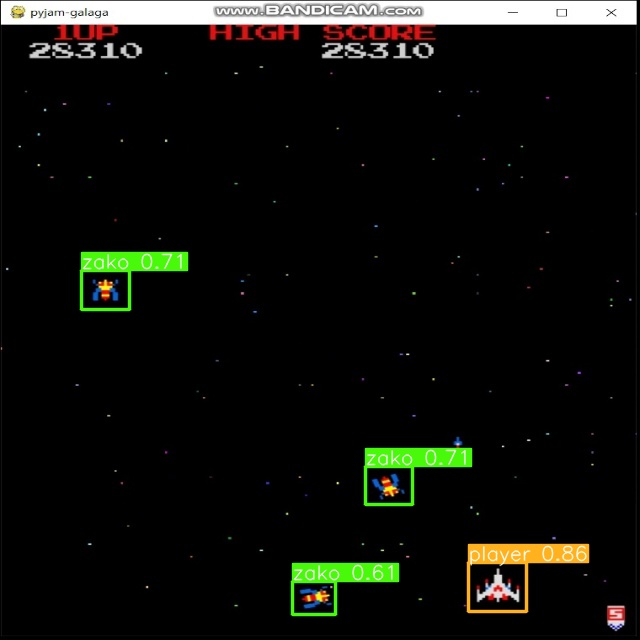 pyjam-galaga
www.BANDICAM.com
1UP HIGH SCORE
28310 28310
zako 0.71
zako 0.71
player 0.86
zako 0.61
5